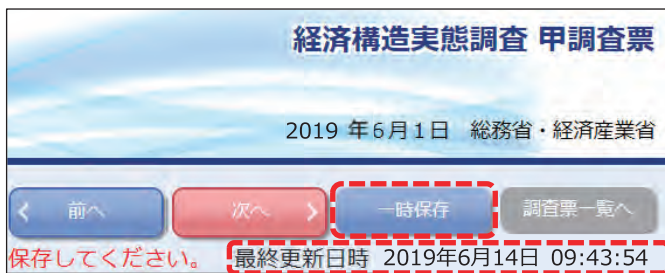 経済構造実態調査 甲調査票
2019 年6月1日 総務省・経済産業省
前へ 次へ 一時保存 調査票一覧へ
保存してください。 最終更新日時 2019年6月14日 09:43:54